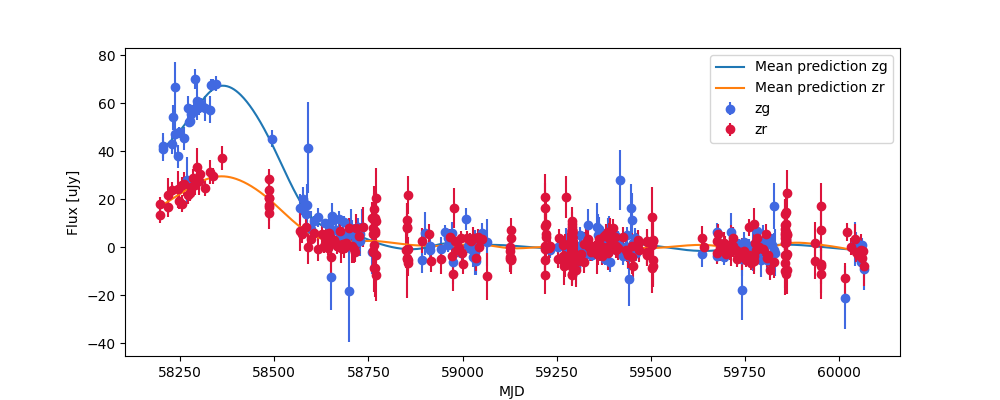 80
60
40
20
0
−20
−40
Flux [uJy]
58250
58500
58750
59000
59250
59500
59750
60000
MJD
Mean prediction zg
Mean prediction zr
zg
zr